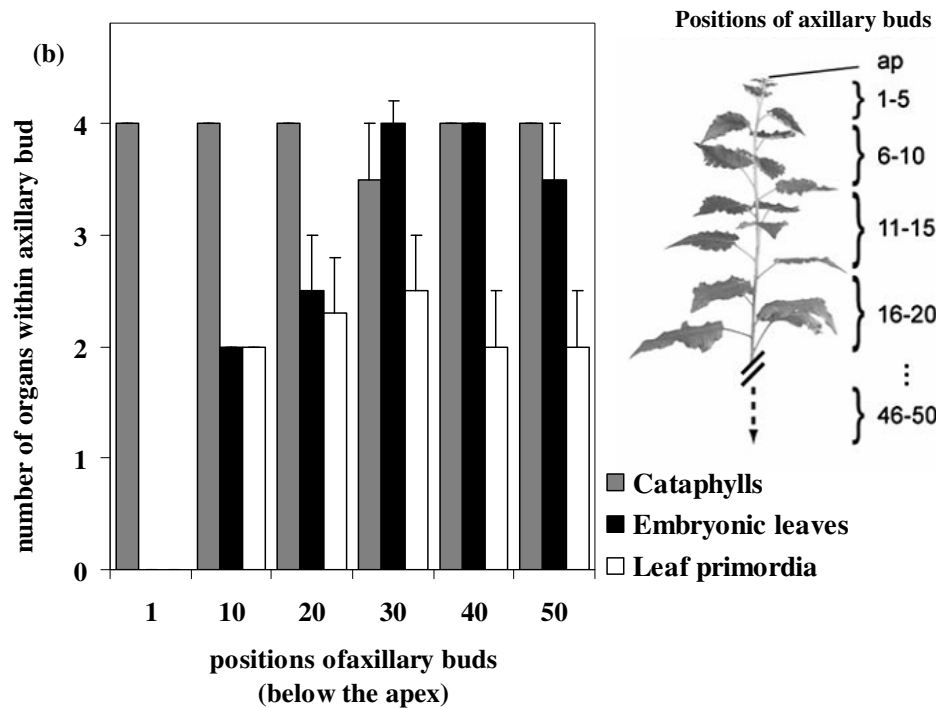 (b)
number of organs within axillary bud
4
3
2
1
0
1 10 20 30 40 50
positions ofaxillary buds
(below the apex)
Positions of axillary buds
ap
1-5
6-10
11-15
16-20
...
46-50
Cataphylls
Embryonic leaves
Leaf primordia